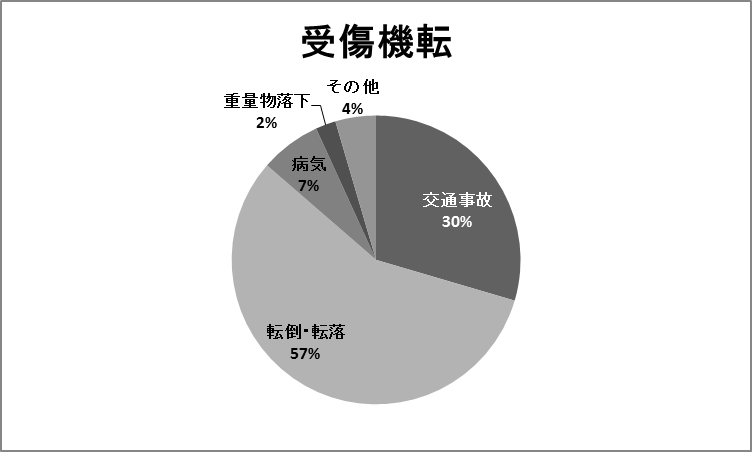 受傷機転
その他
4%
重量物落下
2%
病気
7%
交通事故
30%
転倒・転落
57%